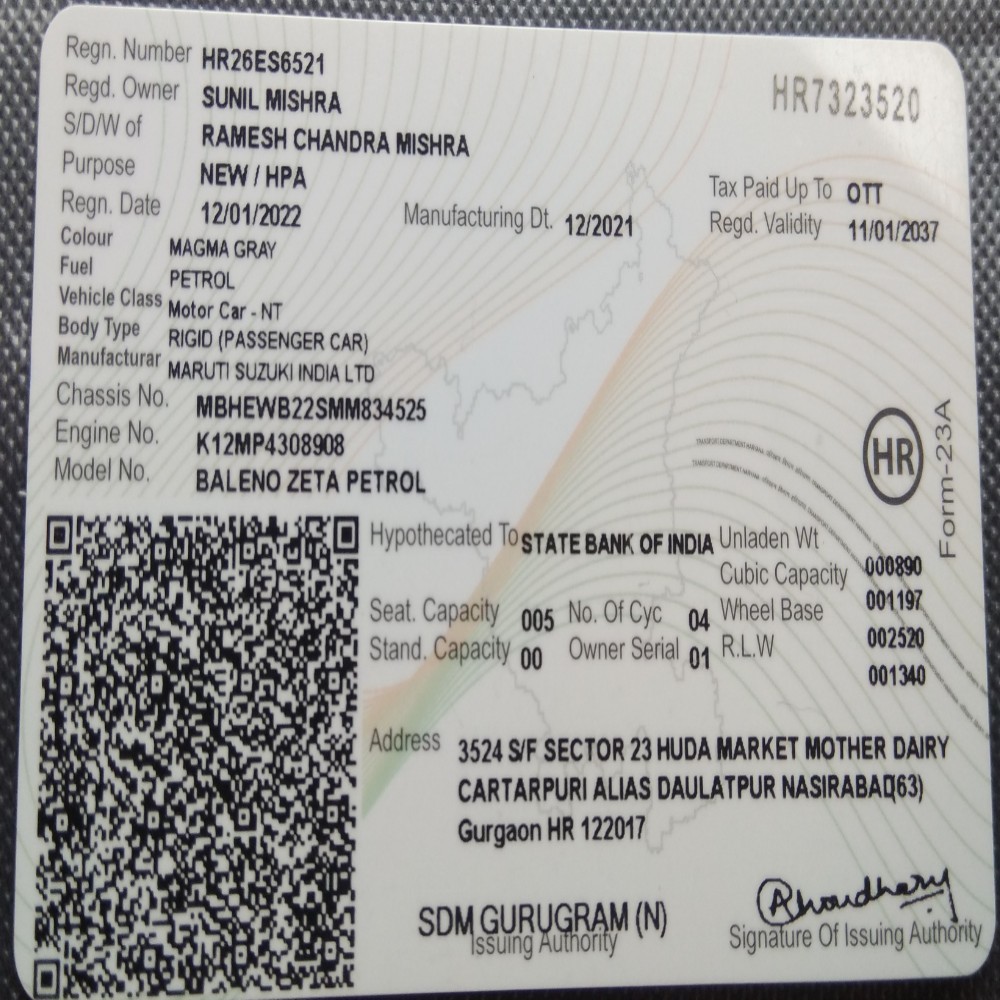 Regn. Number HR26ES6521
HR7323520
Regd. Owner SUNIL MISHRA
S/D/W of RAMESH CHANDRA MISHRA
Purpose NEW / HPA
Tax Paid Up To OTT
Regn. Date 12/01/2022 Manufacturing Dt. 12/2021 Regd. Validity 11/01/2037
Colour MAGMA GRAY
Fuel PETROL
Vehicle Class Motor Car - NT
Body Type RIGID (PASSENGER CAR)
Manufacturar MARUTI SUZUKI INDIA LTD
Chassis No. MBHEWB22SMM834525
Engine No. K12MP4308908
Model No. BALENO ZETA PETROL
HR
Form-23A
Hypothecated To STATE BANK OF INDIA Unladen Wt 000890
Cubic Capacity 001197
Seat. Capacity 005 No. Of Cyc 04 Wheel Base 002520
Stand. Capacity 00 Owner Serial 01 R.L.W 001340
Address 3524 S/F SECTOR 23 HUDA MARKET MOTHER DAIRY
CARTARPURI ALIAS DAULATPUR NASIRABAD(63)
Gurgaon HR 122017
SDM GURUGRAM (N)
Issuing Authority
Rhoudhary
Signature Of Issuing Authority